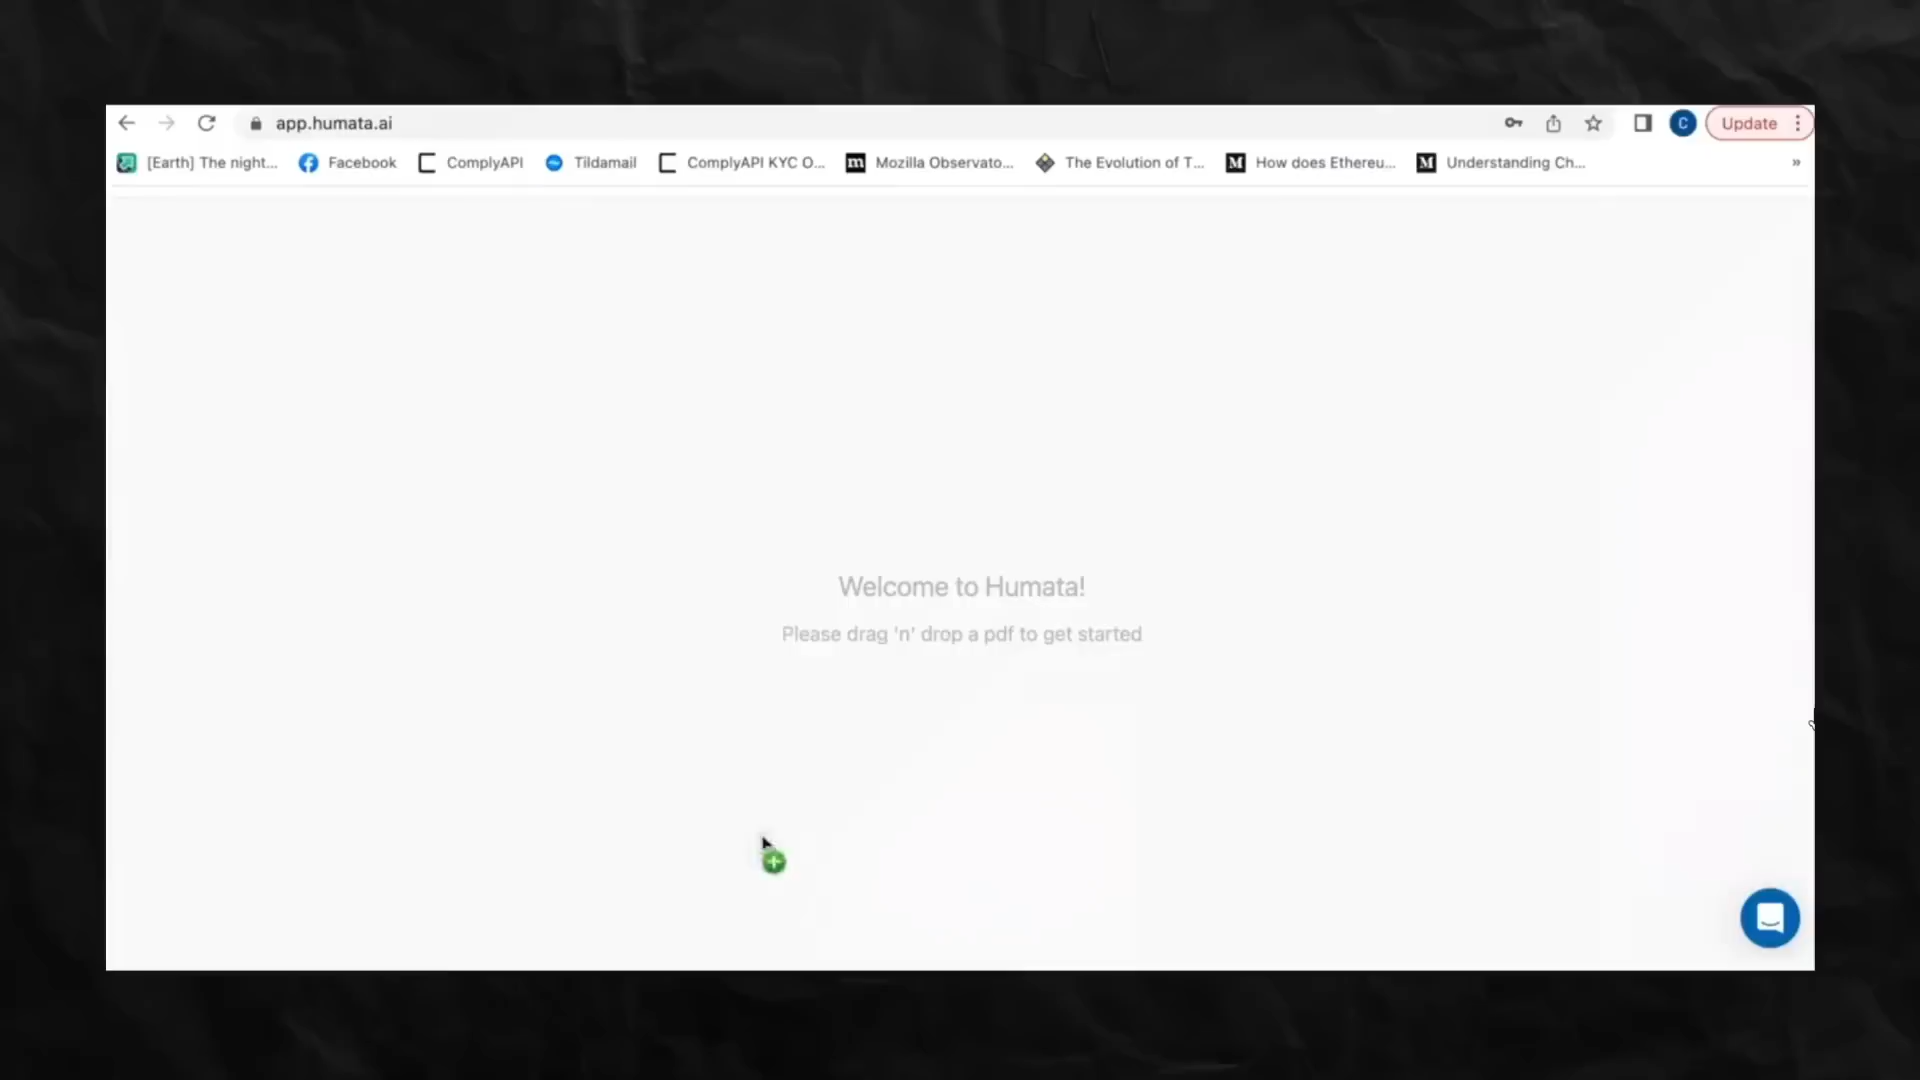 app.humata.ai
C
Update
[Earth] The night...
Facebook
ComplyAPI
Tildamail
ComplyAPI KYC O...
m
Mozilla Observato...
The Evolution of T...
M
How does Ethereu...
M
Understanding Ch...
»
Welcome to Humata!
Please drag 'n' drop a pdf to get started